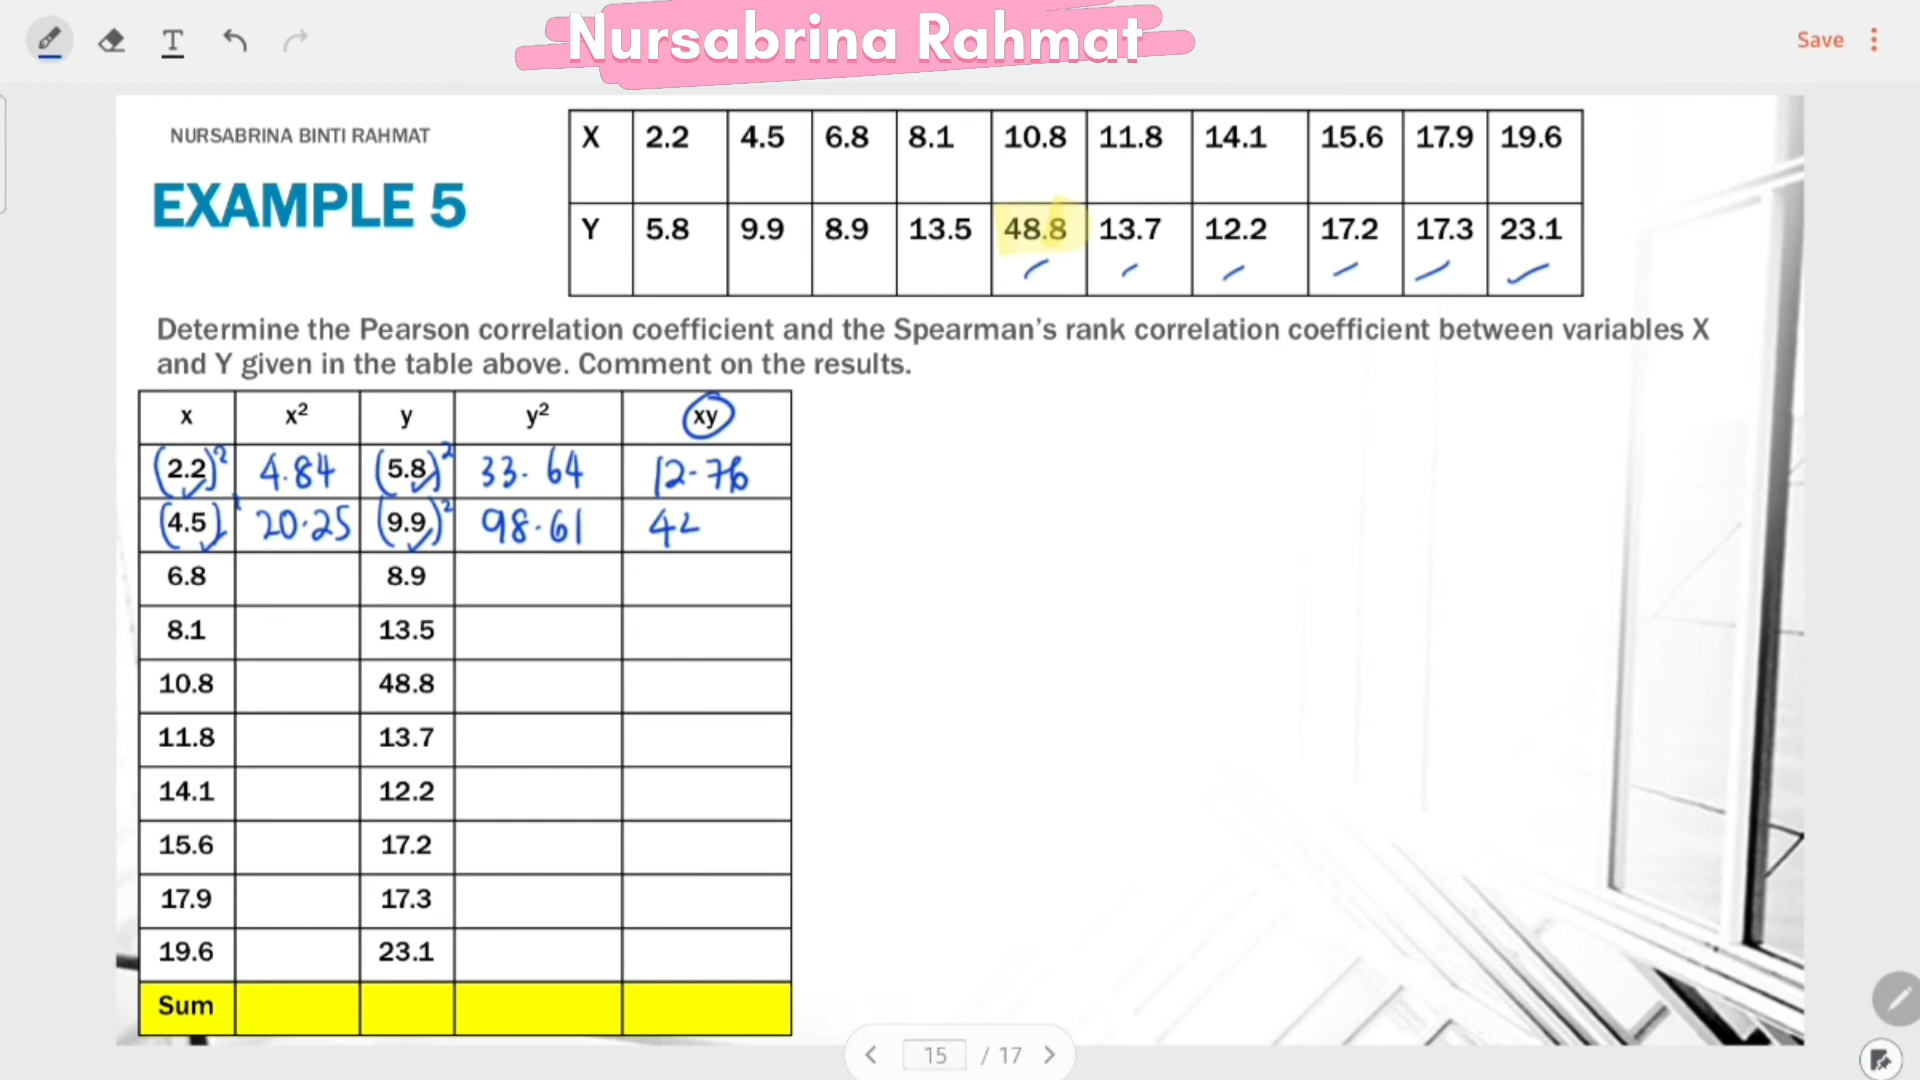 Nursabrina Rahmat
T
Save
NURSABRINA BINTI RAHMAT
EXAMPLE 5
X 2.2 4.5 6.8 8.1 10.8 11.8 14.1 15.6 17.9 19.6
Y 5.8 9.9 8.9 13.5 48.8 13.7 12.2 17.2 17.3 23.1
Determine the Pearson correlation coefficient and the Spearman's rank correlation coefficient between variables X
and Y given in the table above. Comment on the results.
x x² y y² xy
(2.2)² 4.84 (5.8)² 33.64 12.76
(4.5) 20.25 (9.9)² 98.61 44
6.8 8.9
8.1 13.5
10.8 48.8
11.8 13.7
14.1 12.2
15.6 17.2
17.9 17.3
19.6 23.1
Sum
15 / 17